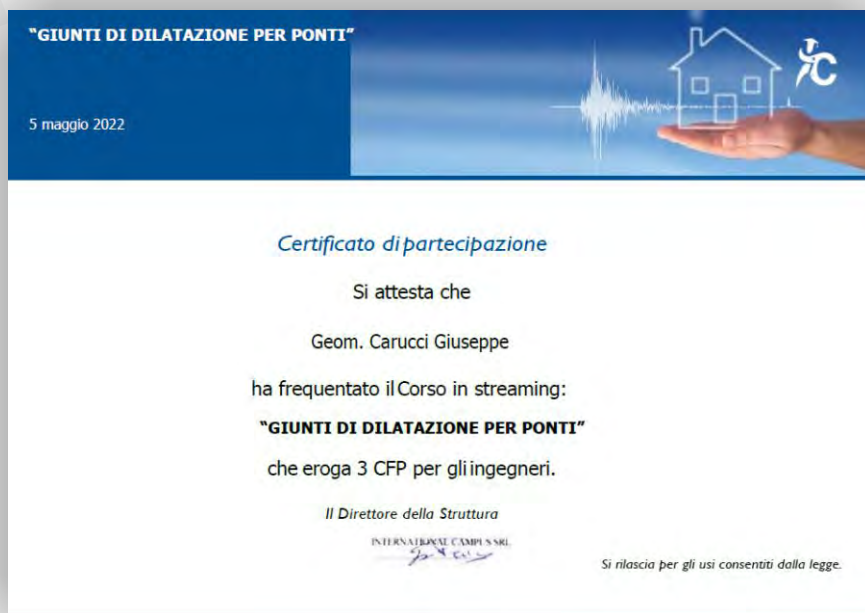 "GIUNTI DI DILATAZIONE PER PONTI"
5 maggio 2022
Certificato di partecipazione
Si attesta che
Geom. Carucci Giuseppe
ha frequentato il Corso in streaming:
"GIUNTI DI DILATAZIONE PER PONTI"
che eroga 3 CFP per gli ingegneri.
Il Direttore della Struttura
INTERNATIONAL CAMPUS SRL
Si rilascia per gli usi consentiti dalla legge.